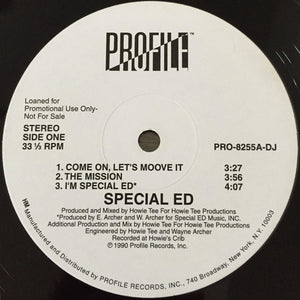 PROFILE™
Loaned for
Promotional Use Only-
Not For Sale
STEREO
SIDE ONE
33 ⅓ RPM
PRO-8255A-DJ
1. COME ON, LET'S MOOVE IT 3:27
2. THE MISSION 3:56
3. I'M SPECIAL ED* 4:07
SPECIAL ED
Produced and Mixed by Howie Tee For Howie Tee Productions
*Produced by E. Archer and W. Archer for Special ED Music, INC.
Additional Production and Mix by Howie Tee For Howie Tee Productions
Engineered by Howie Tee and Wayne Archer
Recorded at Howie's Crib
℗ 1990 Profile Records, Inc.
HM Manufactured and Distributed by PROFILE RECORDS, INC., 740 Broadway, New York, N.Y. 10003